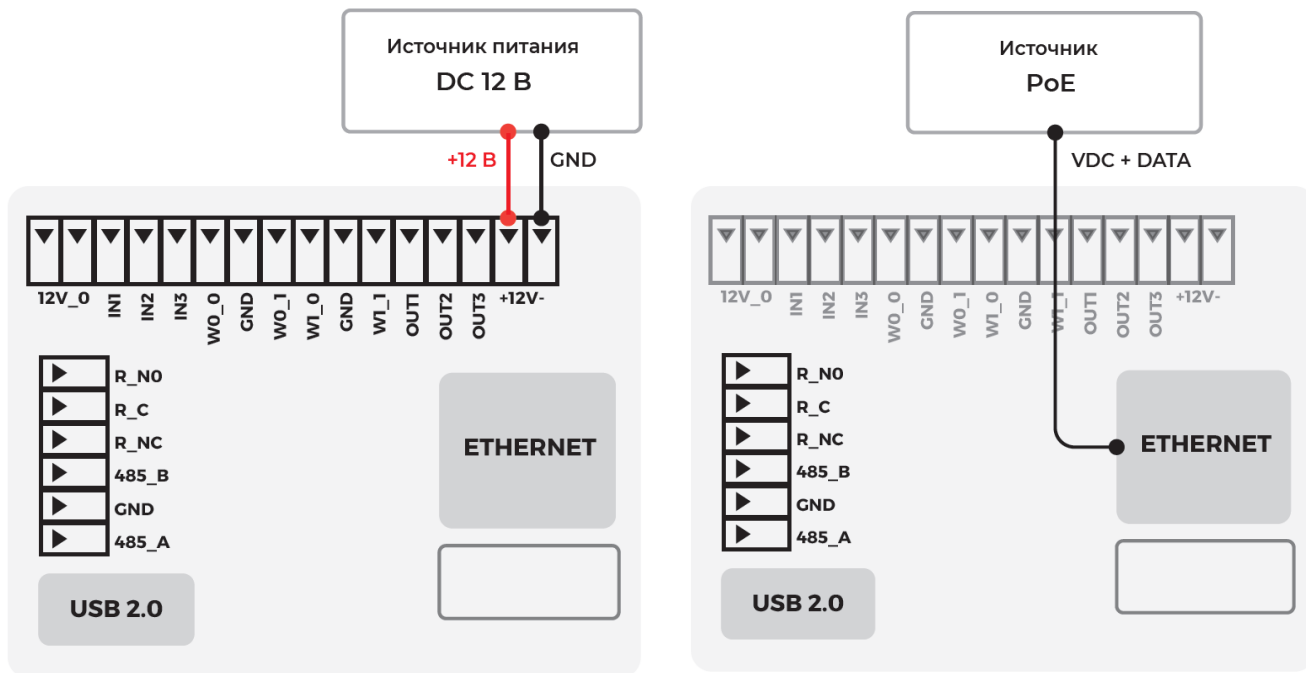 Источник питания
DC 12 В
+12 В
GND
12V_0
IN1
IN2
IN3
W0_0
GND
W0_1
W1_0
GND
W1_1
OUT1
OUT2
OUT3
+12V-
R_N0
R_C
R_NC
485_B
GND
485_A
ETHERNET
USB 2.0
Источник
PoE
VDC + DATA
12V_0
IN1
IN2
IN3
W0_0
GND
W0_1
W1_0
GND
W1_1
OUT1
OUT2
OUT3
+12V-
R_N0
R_C
R_NC
485_B
GND
485_A
ETHERNET
USB 2.0